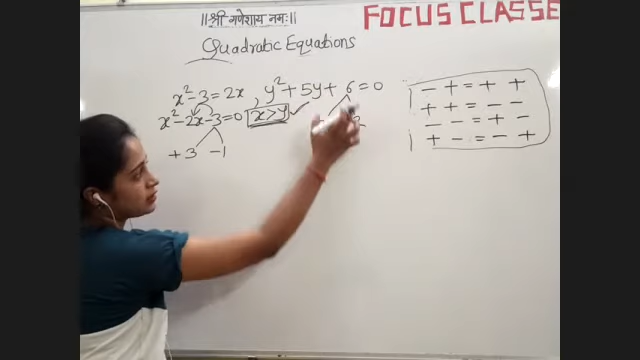 ||श्री गणेशाय नमः||
FOCUS CLASSE
Quadratic Equations
x² - 3 = 2x , y² + 5y + 6 = 0
x² - 2x - 3 = 0 x > y ✓
+3 -1
- + = + +
+ + = - -
- - = + -
+ - = - +